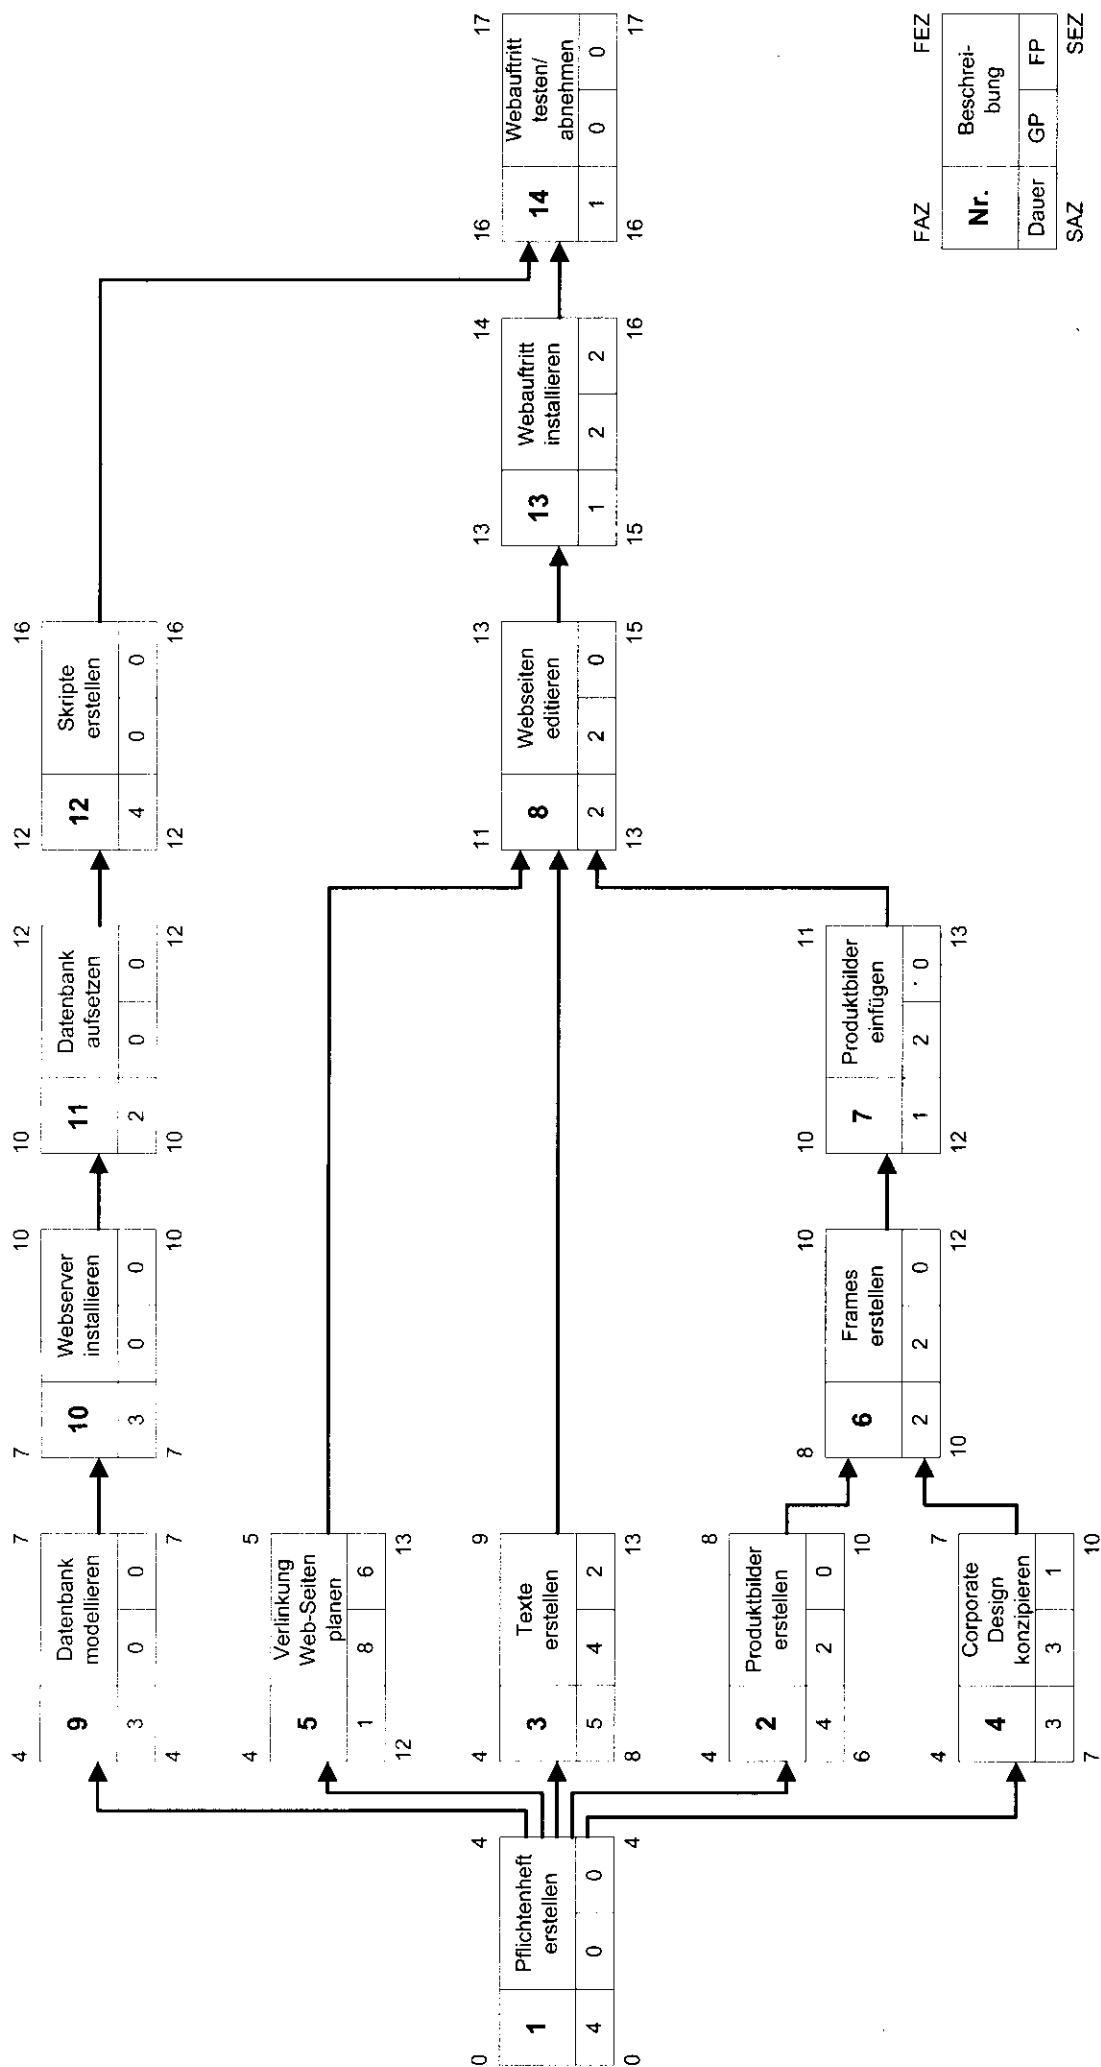 4 7
9 Datenbank
modellieren
3 0 0
4 7
7 10
10 Webserver
installieren
3 0 0
7 10
10 12
11 Datenbank
aufsetzen
2 0 0
10 12
12 16
12 Skripte
erstellen
4 0 0
12 16
4 5
5 Verlinkung
Web-Seiten
planen
1 8 6
12 13
0 4
1 Pflichtenheft
erstellen
4 0 0
0 4
4 9
3 Texte
erstellen
5 4 2
8 13
11 13
8 Webseiten
editieren
2 2 0
13 15
13 14
13 Webauftritt
installieren
1 2 2
15 16
16 17
14 Webauftritt
testen/
abnehmen
1 0 0
16 17
4 8
2 Produktbilder
erstellen
4 2 0
6 10
8 10
6 Frames
erstellen
2 2 0
10 12
10 11
7 Produktbilder
einfügen
1 2 0
12 13
4 7
4 Corporate
Design
konzipieren
3 3 1
7 10
FAZ FEZ
Nr. Beschrei-
bung
Dauer GP FP
SAZ SEZ